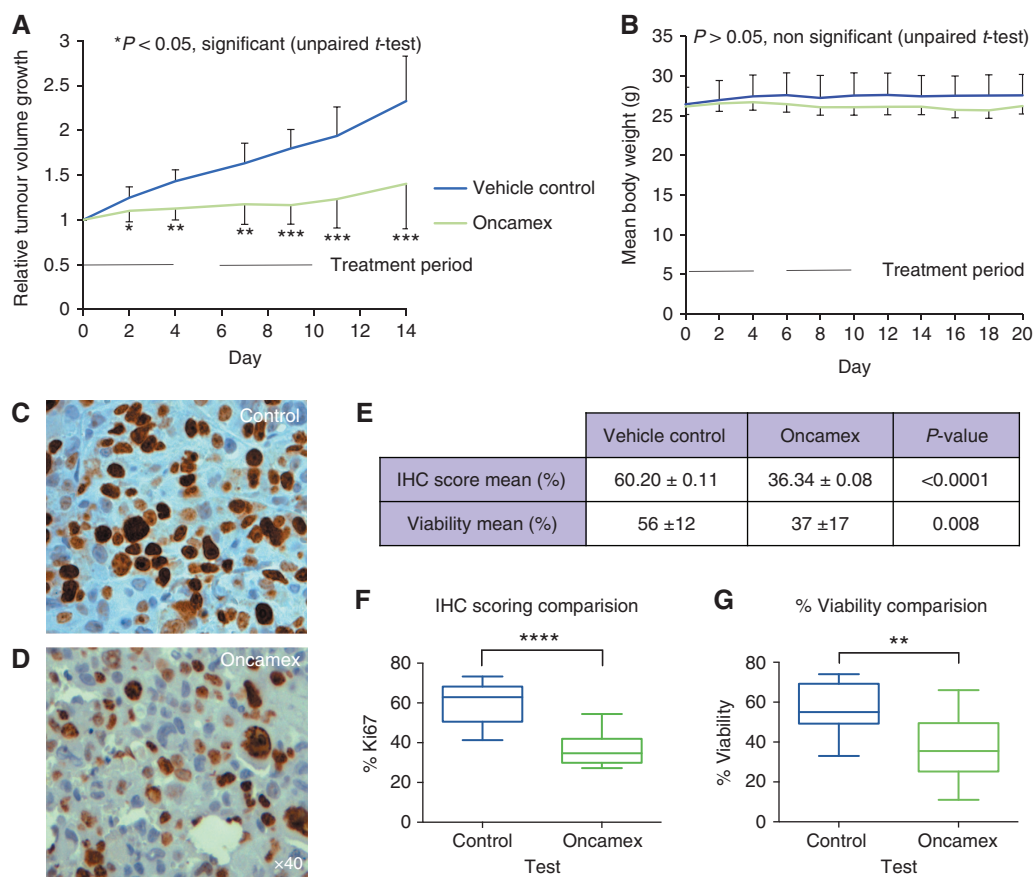 A
*P < 0.05, significant (unpaired t-test)
Relative tumour volume growth
3
2.5
2
1.5
1
0.5
0
* ** ** *** *** ***
Treatment period
0 2 4 6 8 10 12 14
Day
Vehicle control
Oncamex
B
P > 0.05, non significant (unpaired t-test)
Mean body weight (g)
35
30
25
20
15
10
5
0
Treatment period
0 2 4 6 8 10 12 14 16 18 20
Day
C
Control
D
Oncamex
×40
E
Vehicle control Oncamex P-value
IHC score mean (%) 60.20 ± 0.11 36.34 ± 0.08 <0.0001
Viability mean (%) 56 ±12 37 ±17 0.008
F
IHC scoring comparision
****
% Ki67
80
60
40
20
0
Control Oncamex
Test
G
% Viability comparision
**
% Viability
80
60
40
20
0
Control Oncamex
Test